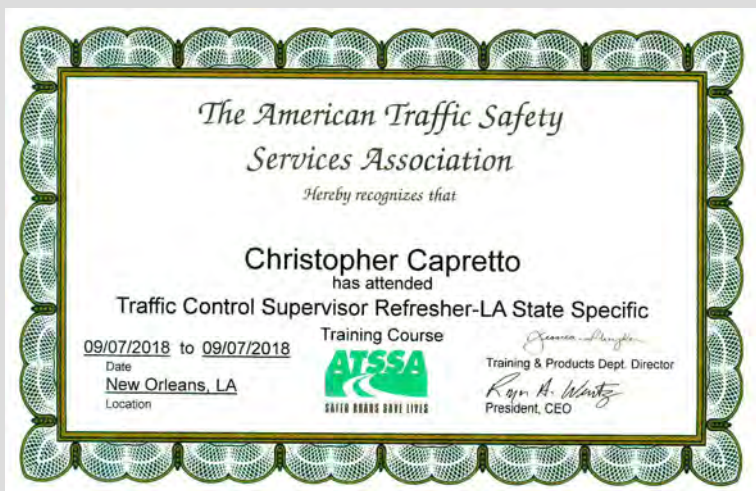 The American Traffic Safety
Services Association
Hereby recognizes that
Christopher Capretto
has attended
Traffic Control Supervisor Refresher-LA State Specific
Training Course
09/07/2018 to 09/07/2018
Date
New Orleans, LA
Location
ATSSA
SAFER ROADS SAVE LIVES
Training & Products Dept. Director
President, CEO